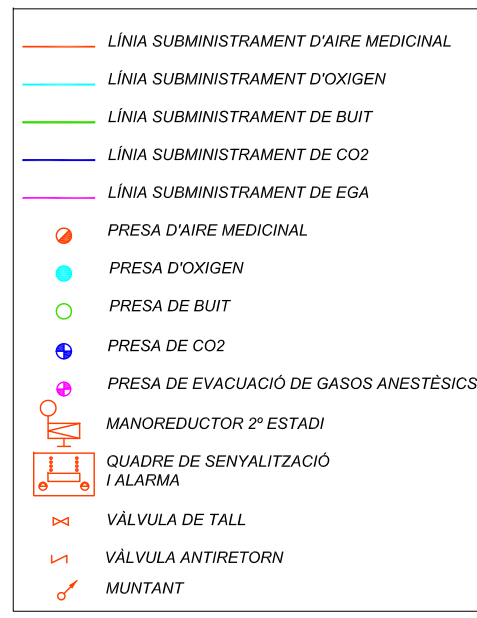 LÍNIA SUBMINISTRAMENT D'AIRE MEDICINAL
LÍNIA SUBMINISTRAMENT D'OXIGEN
LÍNIA SUBMINISTRAMENT DE BUIT
LÍNIA SUBMINISTRAMENT DE CO2
LÍNIA SUBMINISTRAMENT DE EGA
PRESA D'AIRE MEDICINAL
PRESA D'OXIGEN
PRESA DE BUIT
PRESA DE CO2
PRESA DE EVACUACIÓ DE GASOS ANESTÈSICS
MANOREDUCTOR 2º ESTADI
QUADRE DE SENYALITZACIÓ
I ALARMA
VÀLVULA DE TALL
VÀLVULA ANTIRETORN
MUNTANT